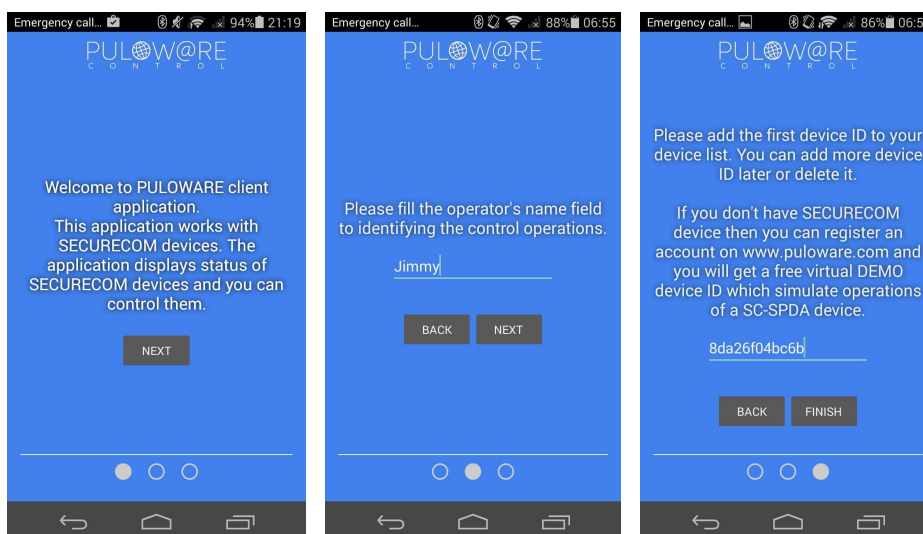 Emergency call...
94% 21:19
PULOW@RE
CONTROL
Welcome to PULOWARE client
application.
This application works with
SECURECOM devices. The
application displays status of
SECURECOM devices and you can
control them.
NEXT
Emergency call...
88% 06:55
PULOW@RE
CONTROL
Please fill the operator's name field
to identifying the control operations.
Jimmy
BACK NEXT
Emergency call...
86% 06:5
PULOW@RE
CONTROL
Please add the first device ID to your
device list. You can add more device
ID later or delete it.
If you don't have SECURECOM
device then you can register an
account on www.puloware.com and
you will get a free virtual DEMO
device ID which simulate operations
of a SC-SPDA device.
8da26f04bc6b
BACK FINISH